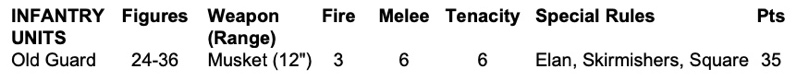 INFANTRY Figures Weapon Fire Melee Tenacity Special Rules Pts
UNITS (Range)
Old Guard 24-36 Musket (12") 3 6 6 Elan, Skirmishers, Square 35